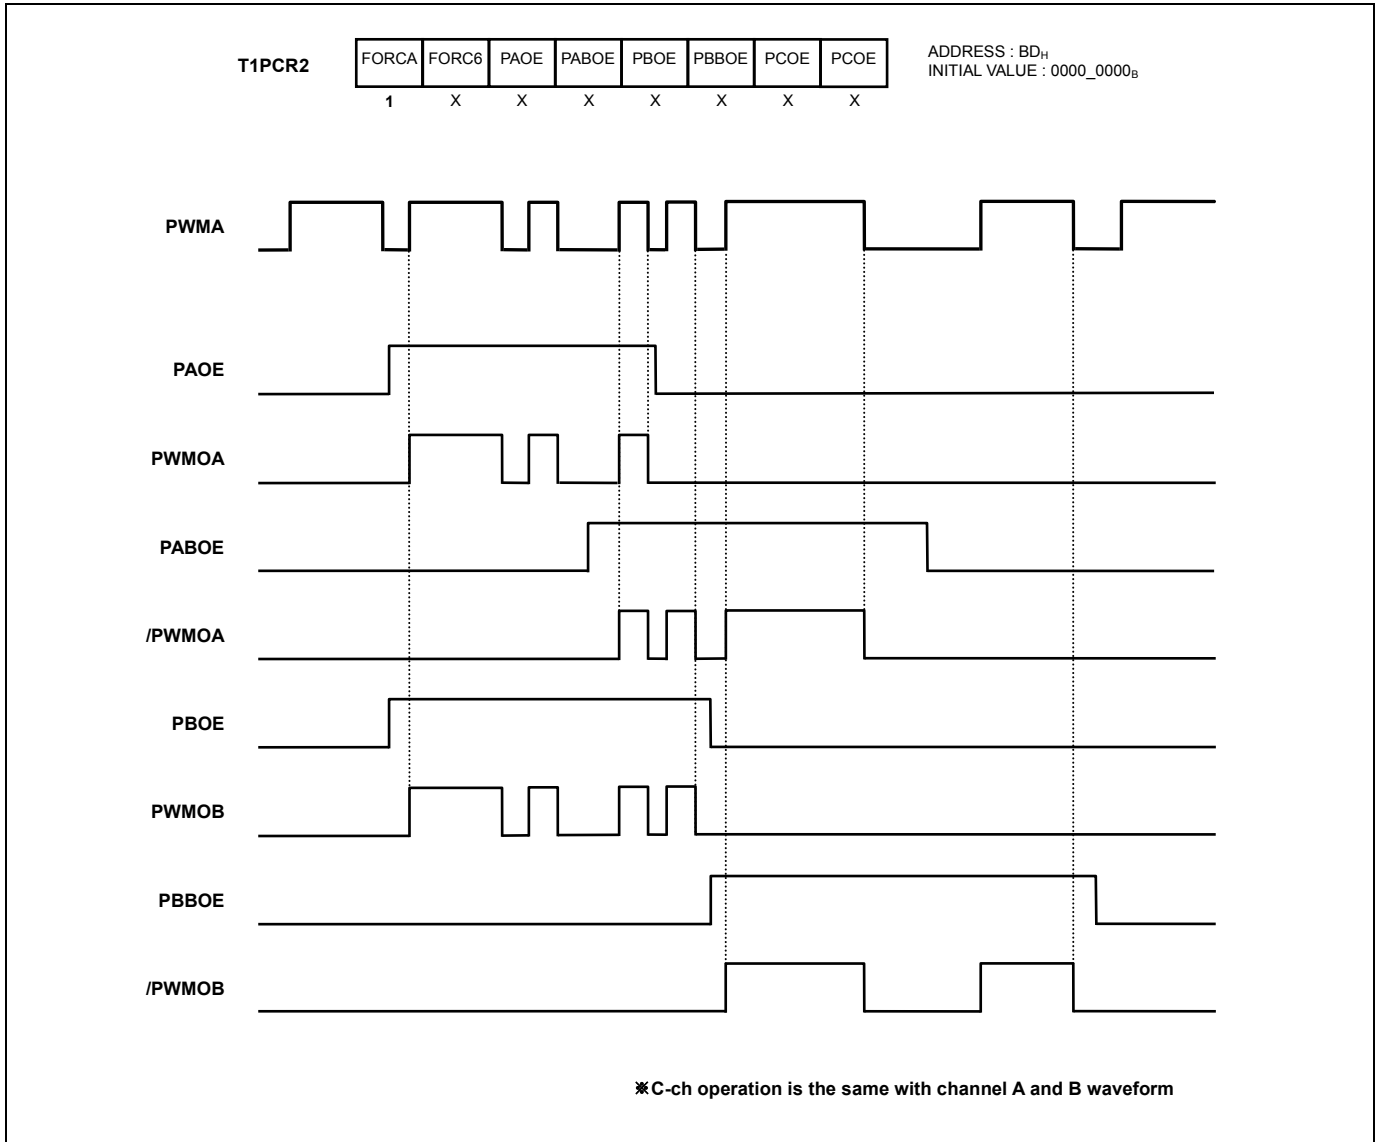 T1PCR2 FORCA FORC6 PAOE PABOE PBOE PBBOE PCOE PCOE ADDRESS : BDH
INITIAL VALUE : 0000_0000B
1 X X X X X X X
PWMA
PAOE
PWMOA
PABOE
/PWMOA
PBOE
PWMOB
PBBOE
/PWMOB
※C-ch operation is the same with channel A and B waveform